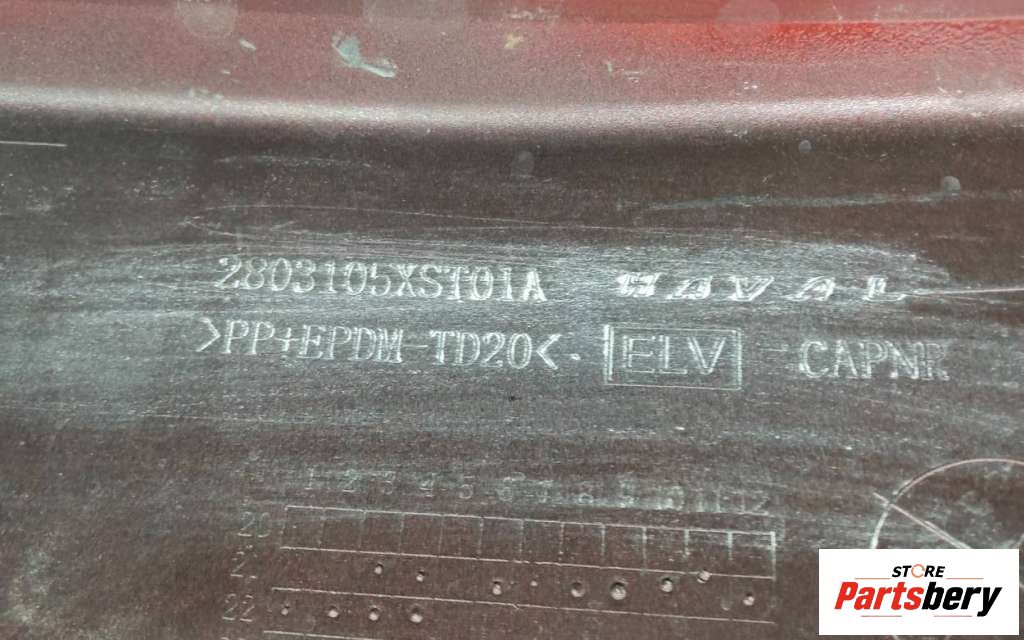 2803105XST01A HAVAL
>PP+EPDM-TD20< ELV CAPNR
1 2 3 4 5 6 7 8 9 10 11 12
20
21
22
STORE
Partsbery